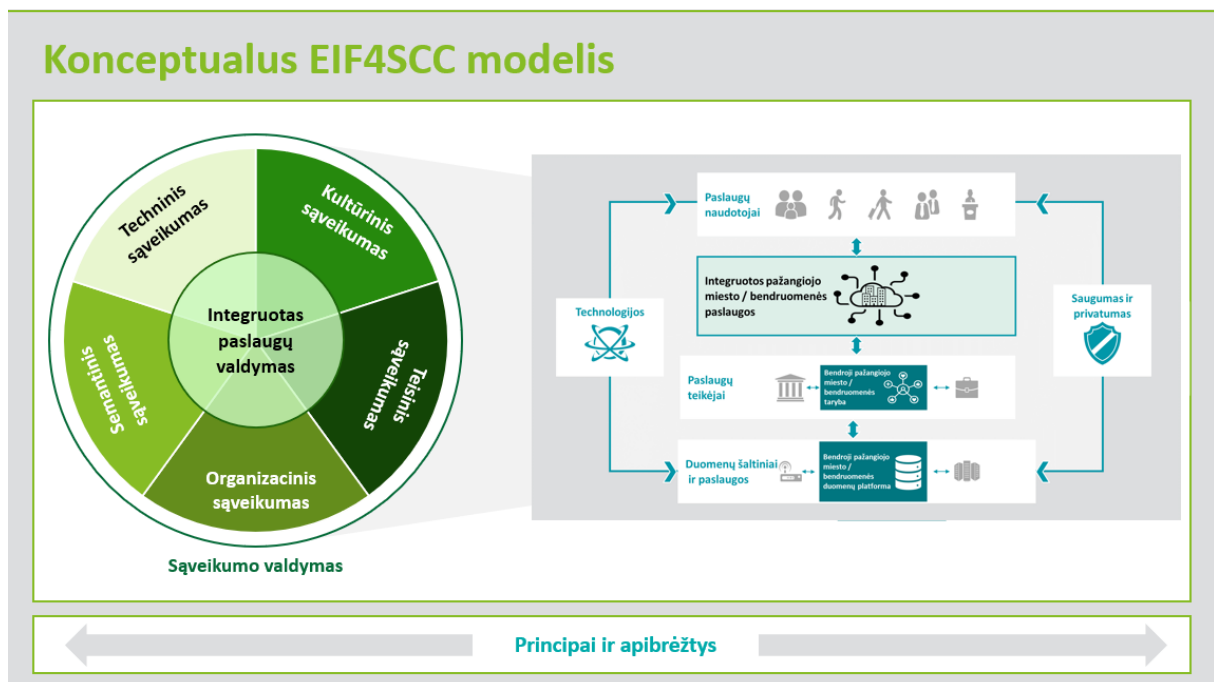 Konceptualus EIF4SCC modelis
Techninis
sąveikumas
Kultūrinis
sąveikumas
Teisinis
sąveikumas
Organizacinis
sąveikumas
Semantinis
sąveikumas
Integruotas
paslaugų
valdymas
Sąveikumo valdymas
Technologijos
Paslaugų
naudotojai
Integruotos pažangiojo
miesto / bendruomenės
paslaugos
Paslaugų
teikėjai
Bendroji pažangiojo
miesto /
bendruomenės
taryba
Duomenų šaltiniai
ir paslaugos
Bendroji pažangiojo
miesto /
bendruomenės
duomenų platforma
Saugumas ir
privatumas
Principai ir apibrėžtys